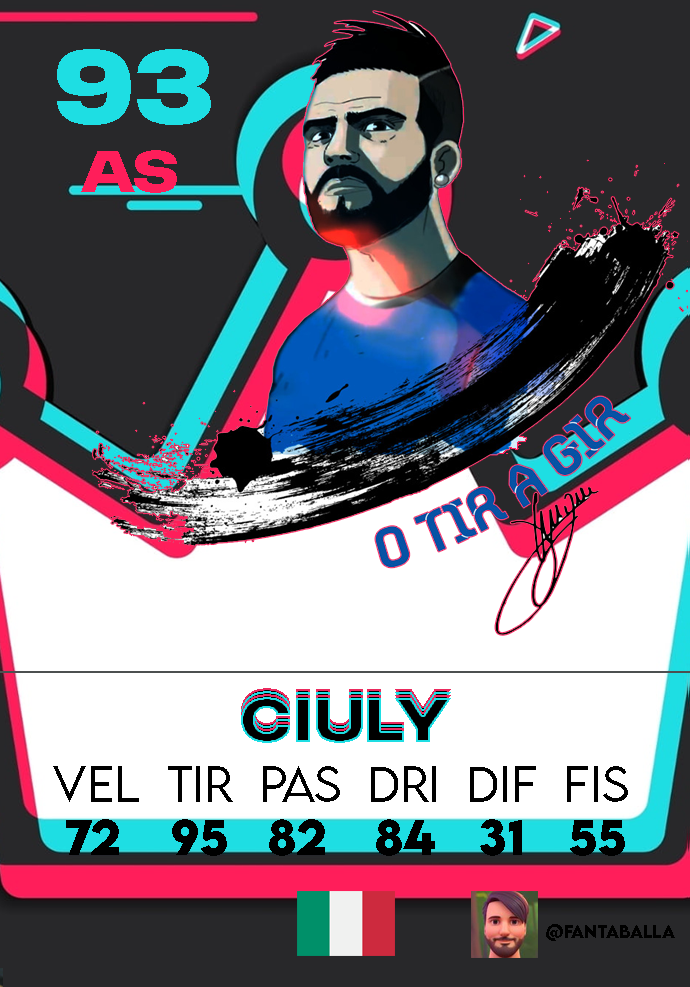 93
AS
O TIR A GIR
CIULY
VEL TIR PAS DRI DIF FIS
72 95 82 84 31 55
@FANTABALLA